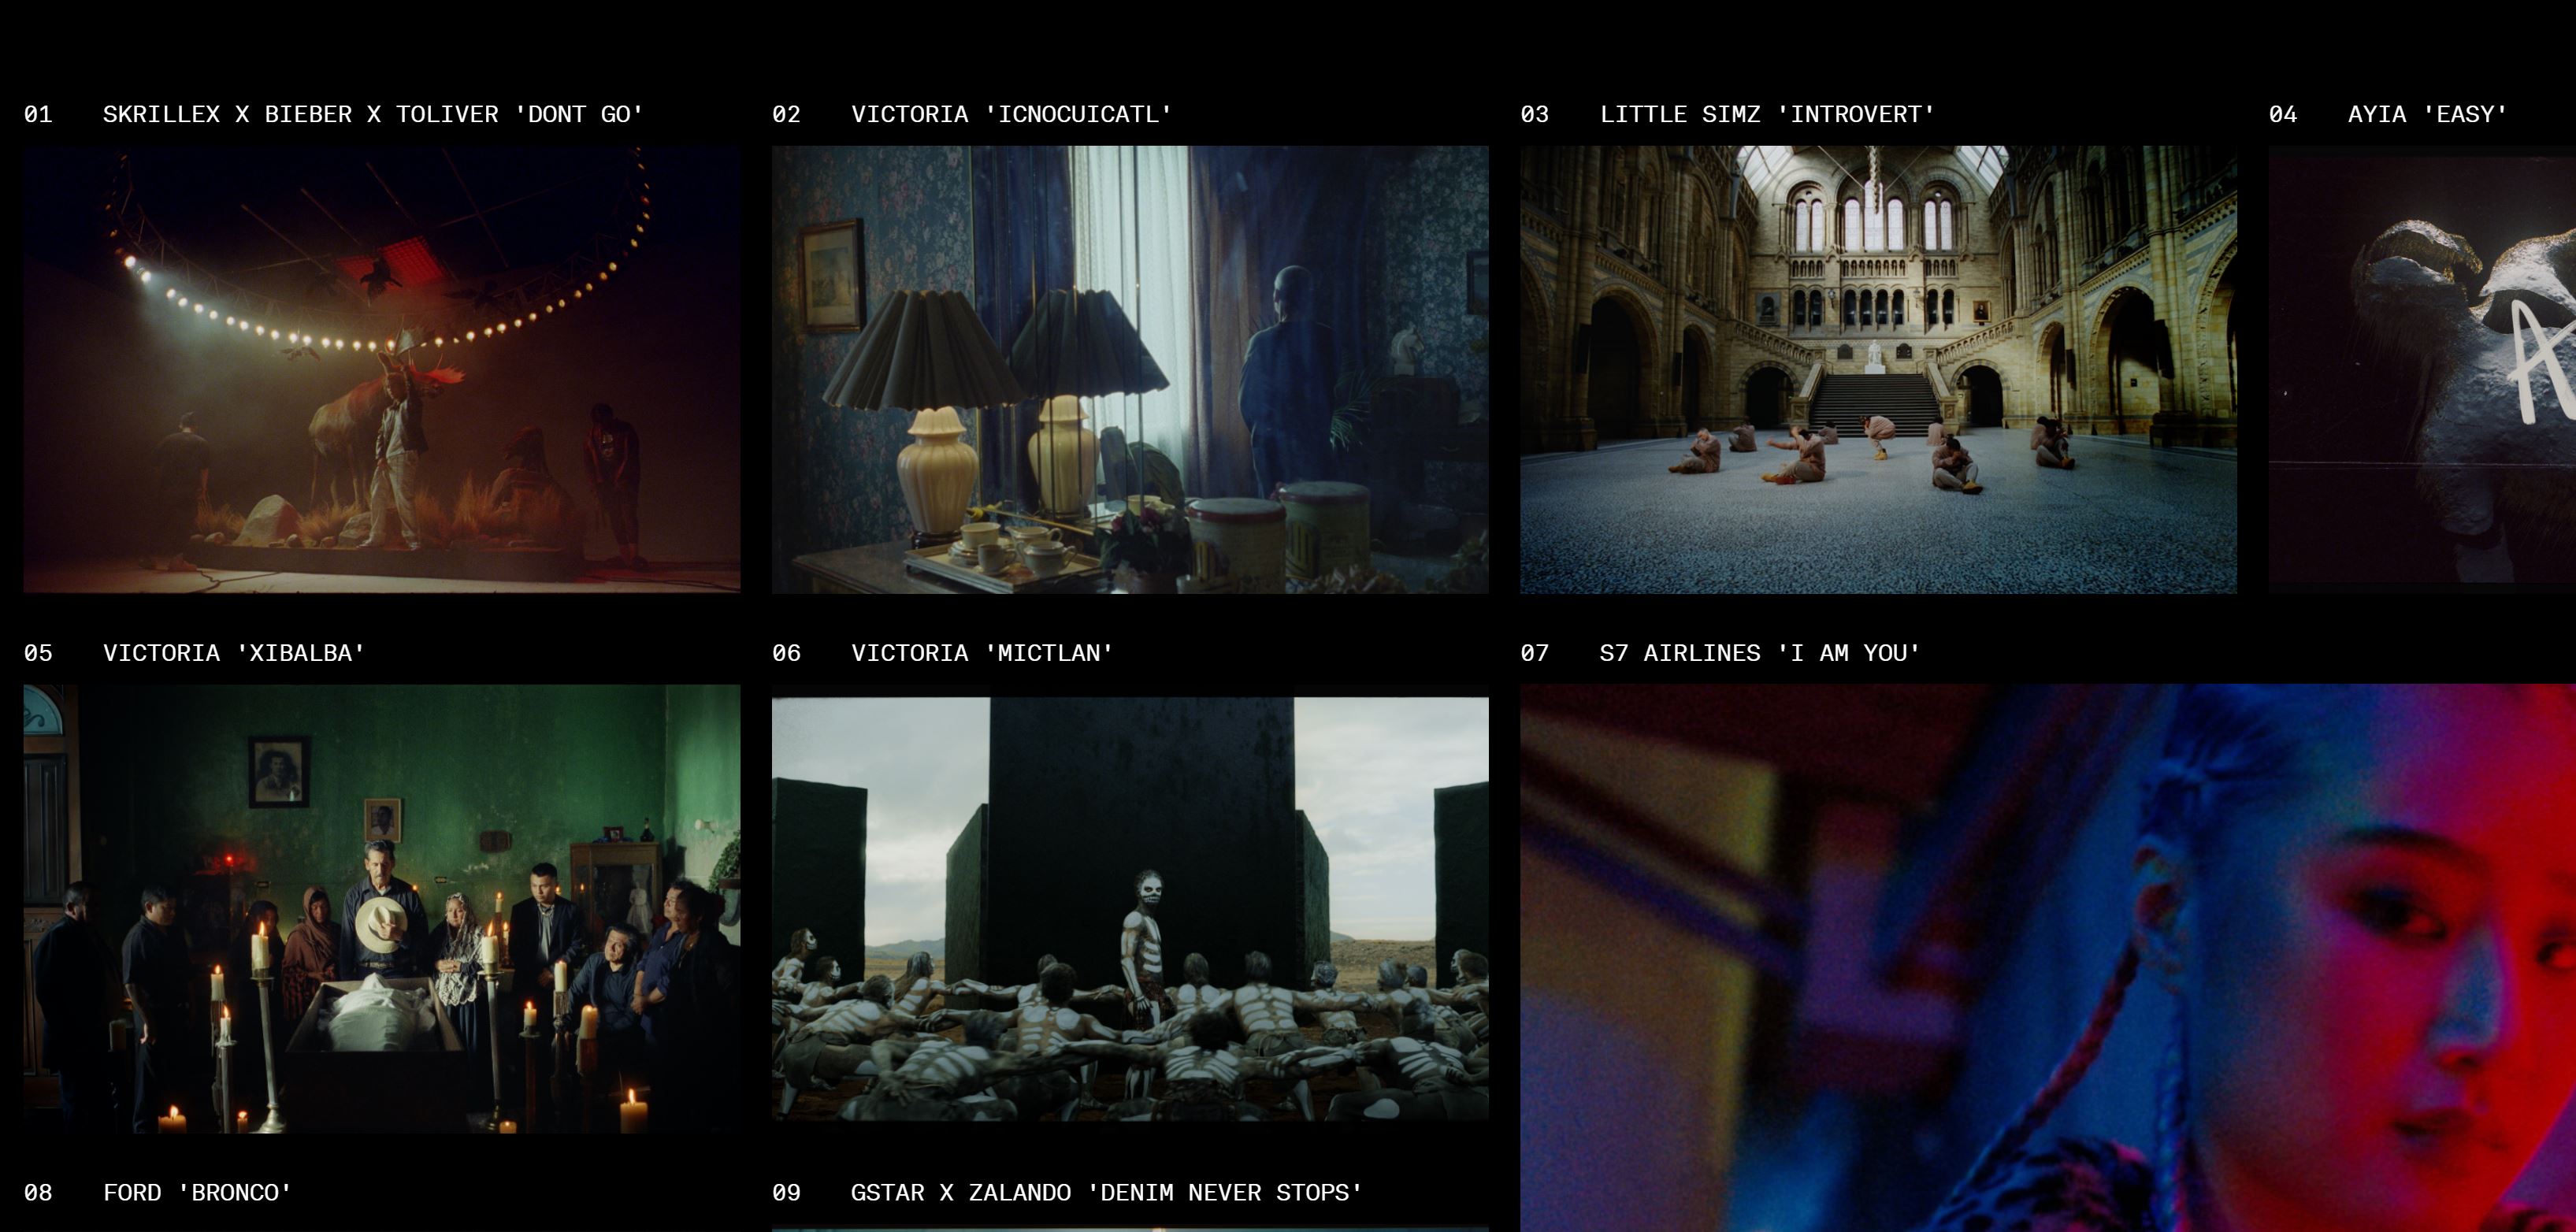 01 SKRILLEX X BIEBER X TOLIVER 'DONT GO'
02 VICTORIA 'ICNOCUICATL'
03 LITTLE SIMZ 'INTROVERT'
04 AYIA 'EASY'
05 VICTORIA 'XIBALBA'
06 VICTORIA 'MICTLAN'
07 S7 AIRLINES 'I AM YOU'
08 FORD 'BRONCO'
09 GSTAR X ZALANDO 'DENIM NEVER STOPS'